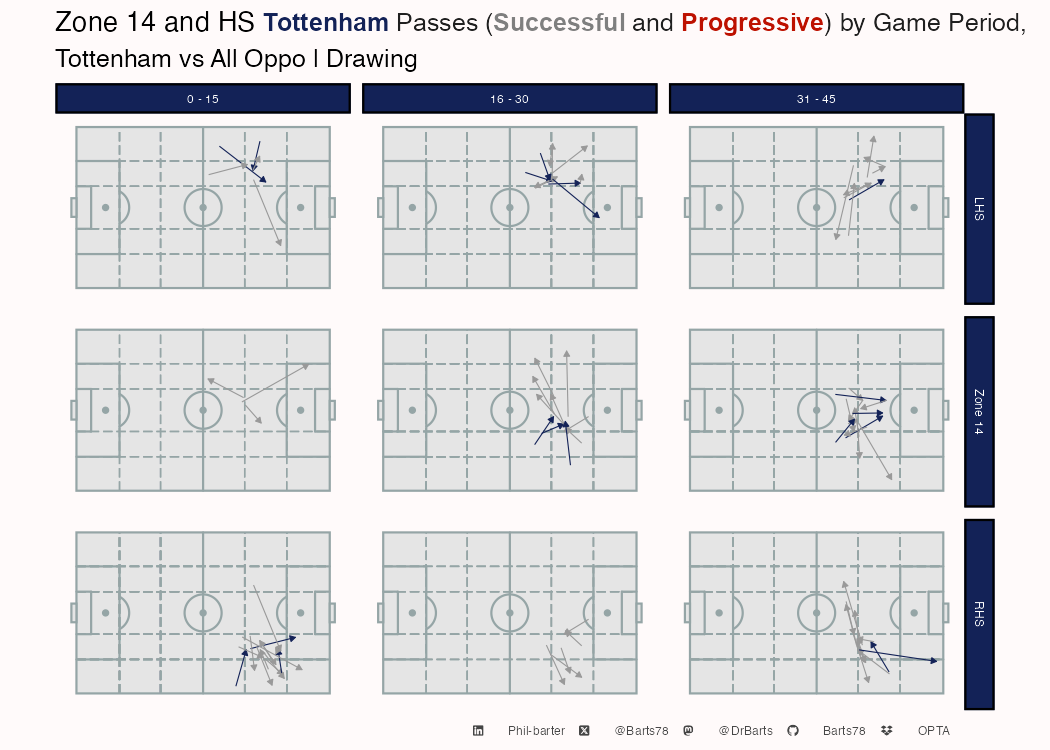 Zone 14 and HS Tottenham Passes (Successful and Progressive) by Game Period,
Tottenham vs All Oppo | Drawing
0 - 15
16 - 30
31 - 45
LHS
Zone 14
RHS
Phil-barter @Barts78 @DrBarts Barts78 OPTA